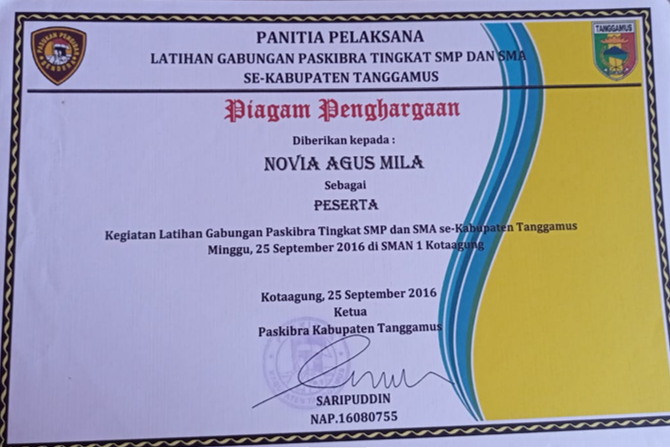 PANITIA PELAKSANA
LATIHAN GABUNGAN PASKIBRA TINGKAT SMP DAN SMA
SE-KABUPATEN TANGGAMUS
TANGGAMUS
Piagam Penghargaan
Diberikan kepada :
NOVIA AGUS MILA
Sebagai
PESERTA
Kegiatan Latihan Gabungan Paskibra Tingkat SMP dan SMA se-Kabupaten Tanggamus
Minggu, 25 September 2016 di SMAN 1 Kotaagung
Kotaagung, 25 September 2016
Ketua
Paskibra Kabupaten Tanggamus
SARIPUDDIN
NAP.16080755